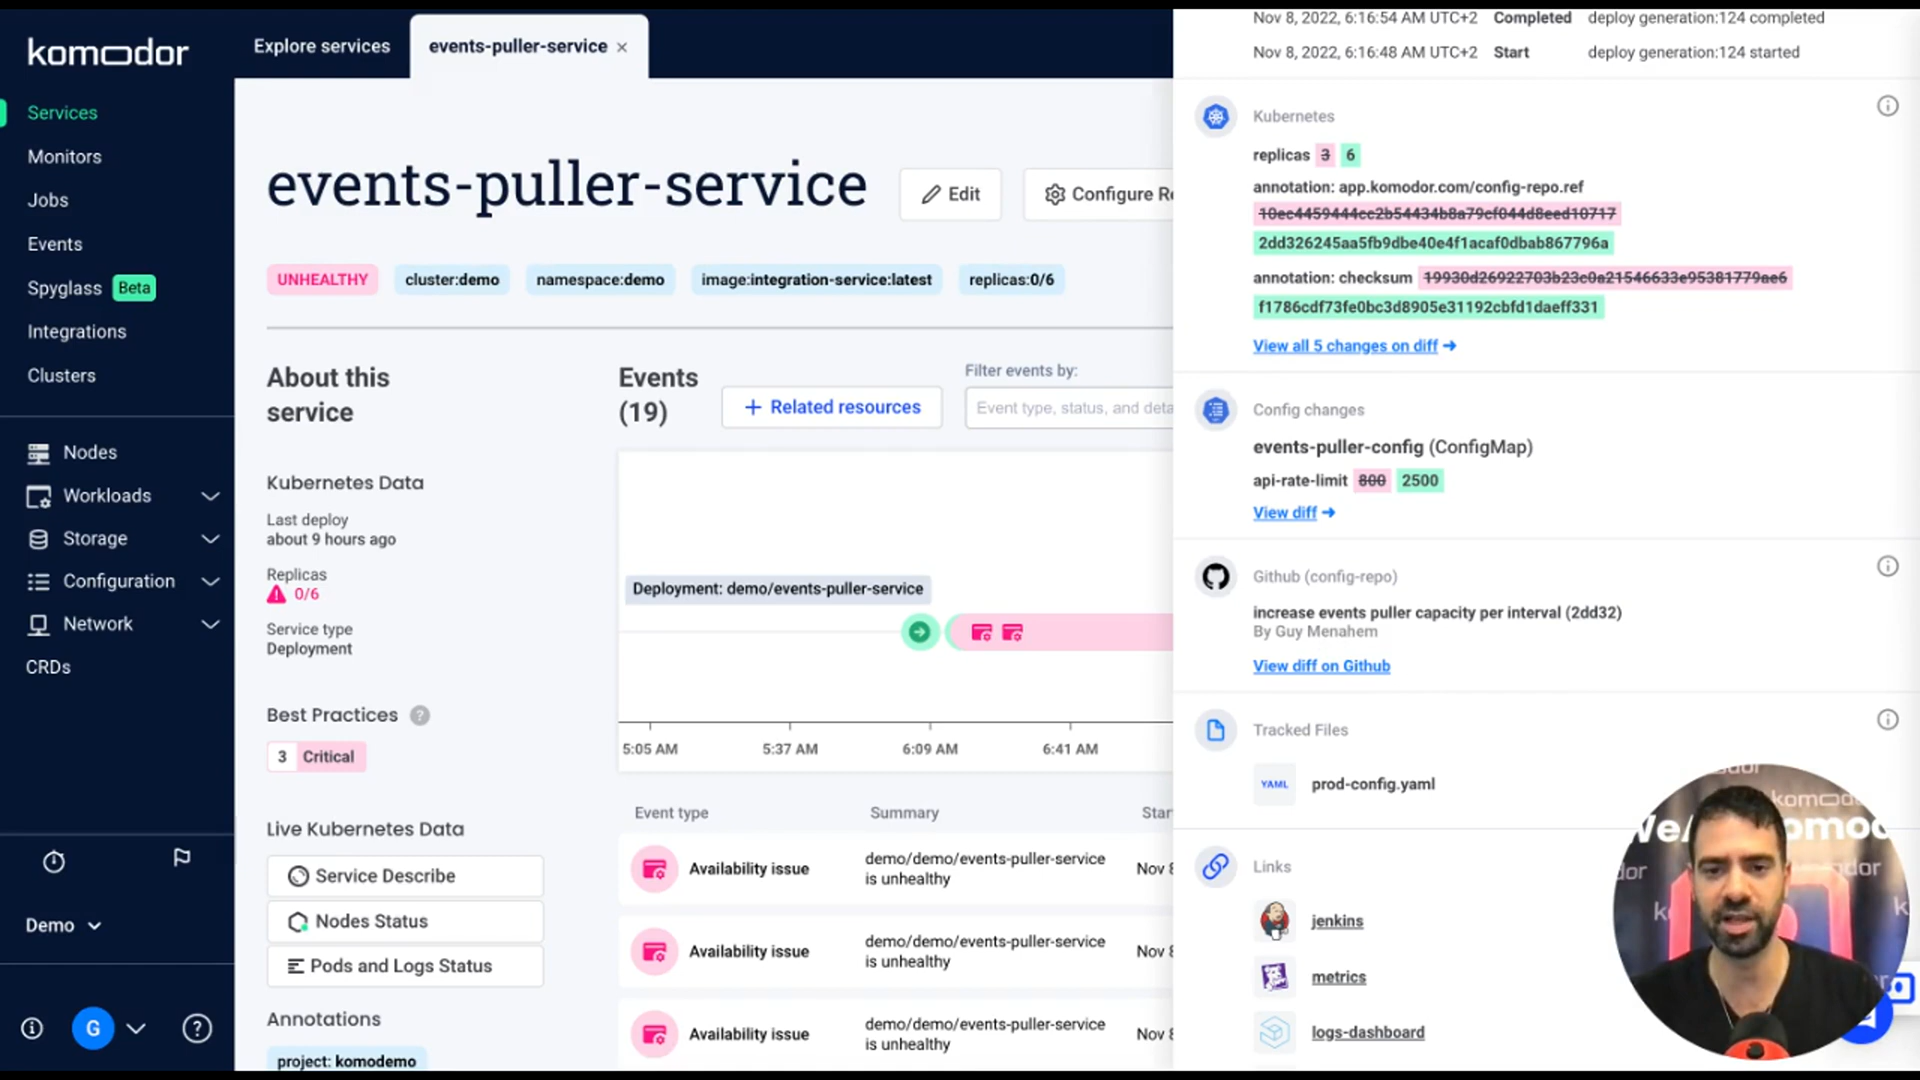 komodor
Explore services
events-puller-service ×
Services
Monitors
Jobs
Events
Spyglass Beta
Integrations
Clusters
Nodes
Workloads
Storage
Configuration
Network
CRDs
Demo
G
events-puller-service
Edit
Configure Re
UNHEALTHY
cluster:demo
namespace:demo
image:integration-service:latest
replicas:0/6
About this
service
Kubernetes Data
Last deploy
about 9 hours ago
Replicas
0/6
Service type
Deployment
Best Practices ?
3 Critical
Live Kubernetes Data
Service Describe
Nodes Status
Pods and Logs Status
Annotations
project: komodemo
Events
(19)
+ Related resources
Filter events by:
Event type, status, and deta
Deployment: demo/events-puller-service
5:05 AM
5:37 AM
6:09 AM
6:41 AM
Event type
Summary
Star
Availability issue
demo/demo/events-puller-service
is unhealthy
Nov 8
Availability issue
demo/demo/events-puller-service
is unhealthy
Nov 8
Availability issue
demo/demo/events-puller-service
is unhealthy
Nov 8
Nov 8, 2022, 6:16:54 AM UTC+2 Completed deploy generation:124 completed
Nov 8, 2022, 6:16:48 AM UTC+2 Start deploy generation:124 started
Kubernetes
replicas 3 6
annotation: app.komodor.com/config-repo.ref
10ec4459444cc2b54434b8a79cf044d8eed10717
2dd326245aa5fb9dbe40e4f1acaf0dbab867796a
annotation: checksum 19930d26922703b23c0a21546633e95381779ae6
f1786cdf73fe0bc3d8905e31192cbfd1daeff331
View all 5 changes on diff →
Config changes
events-puller-config (ConfigMap)
api-rate-limit 800 2500
View diff →
Github (config-repo)
increase events puller capacity per interval (2dd32)
By Guy Menahem
View diff on Github
Tracked Files
YAML prod-config.yaml
Links
jenkins
metrics
logs-dashboard